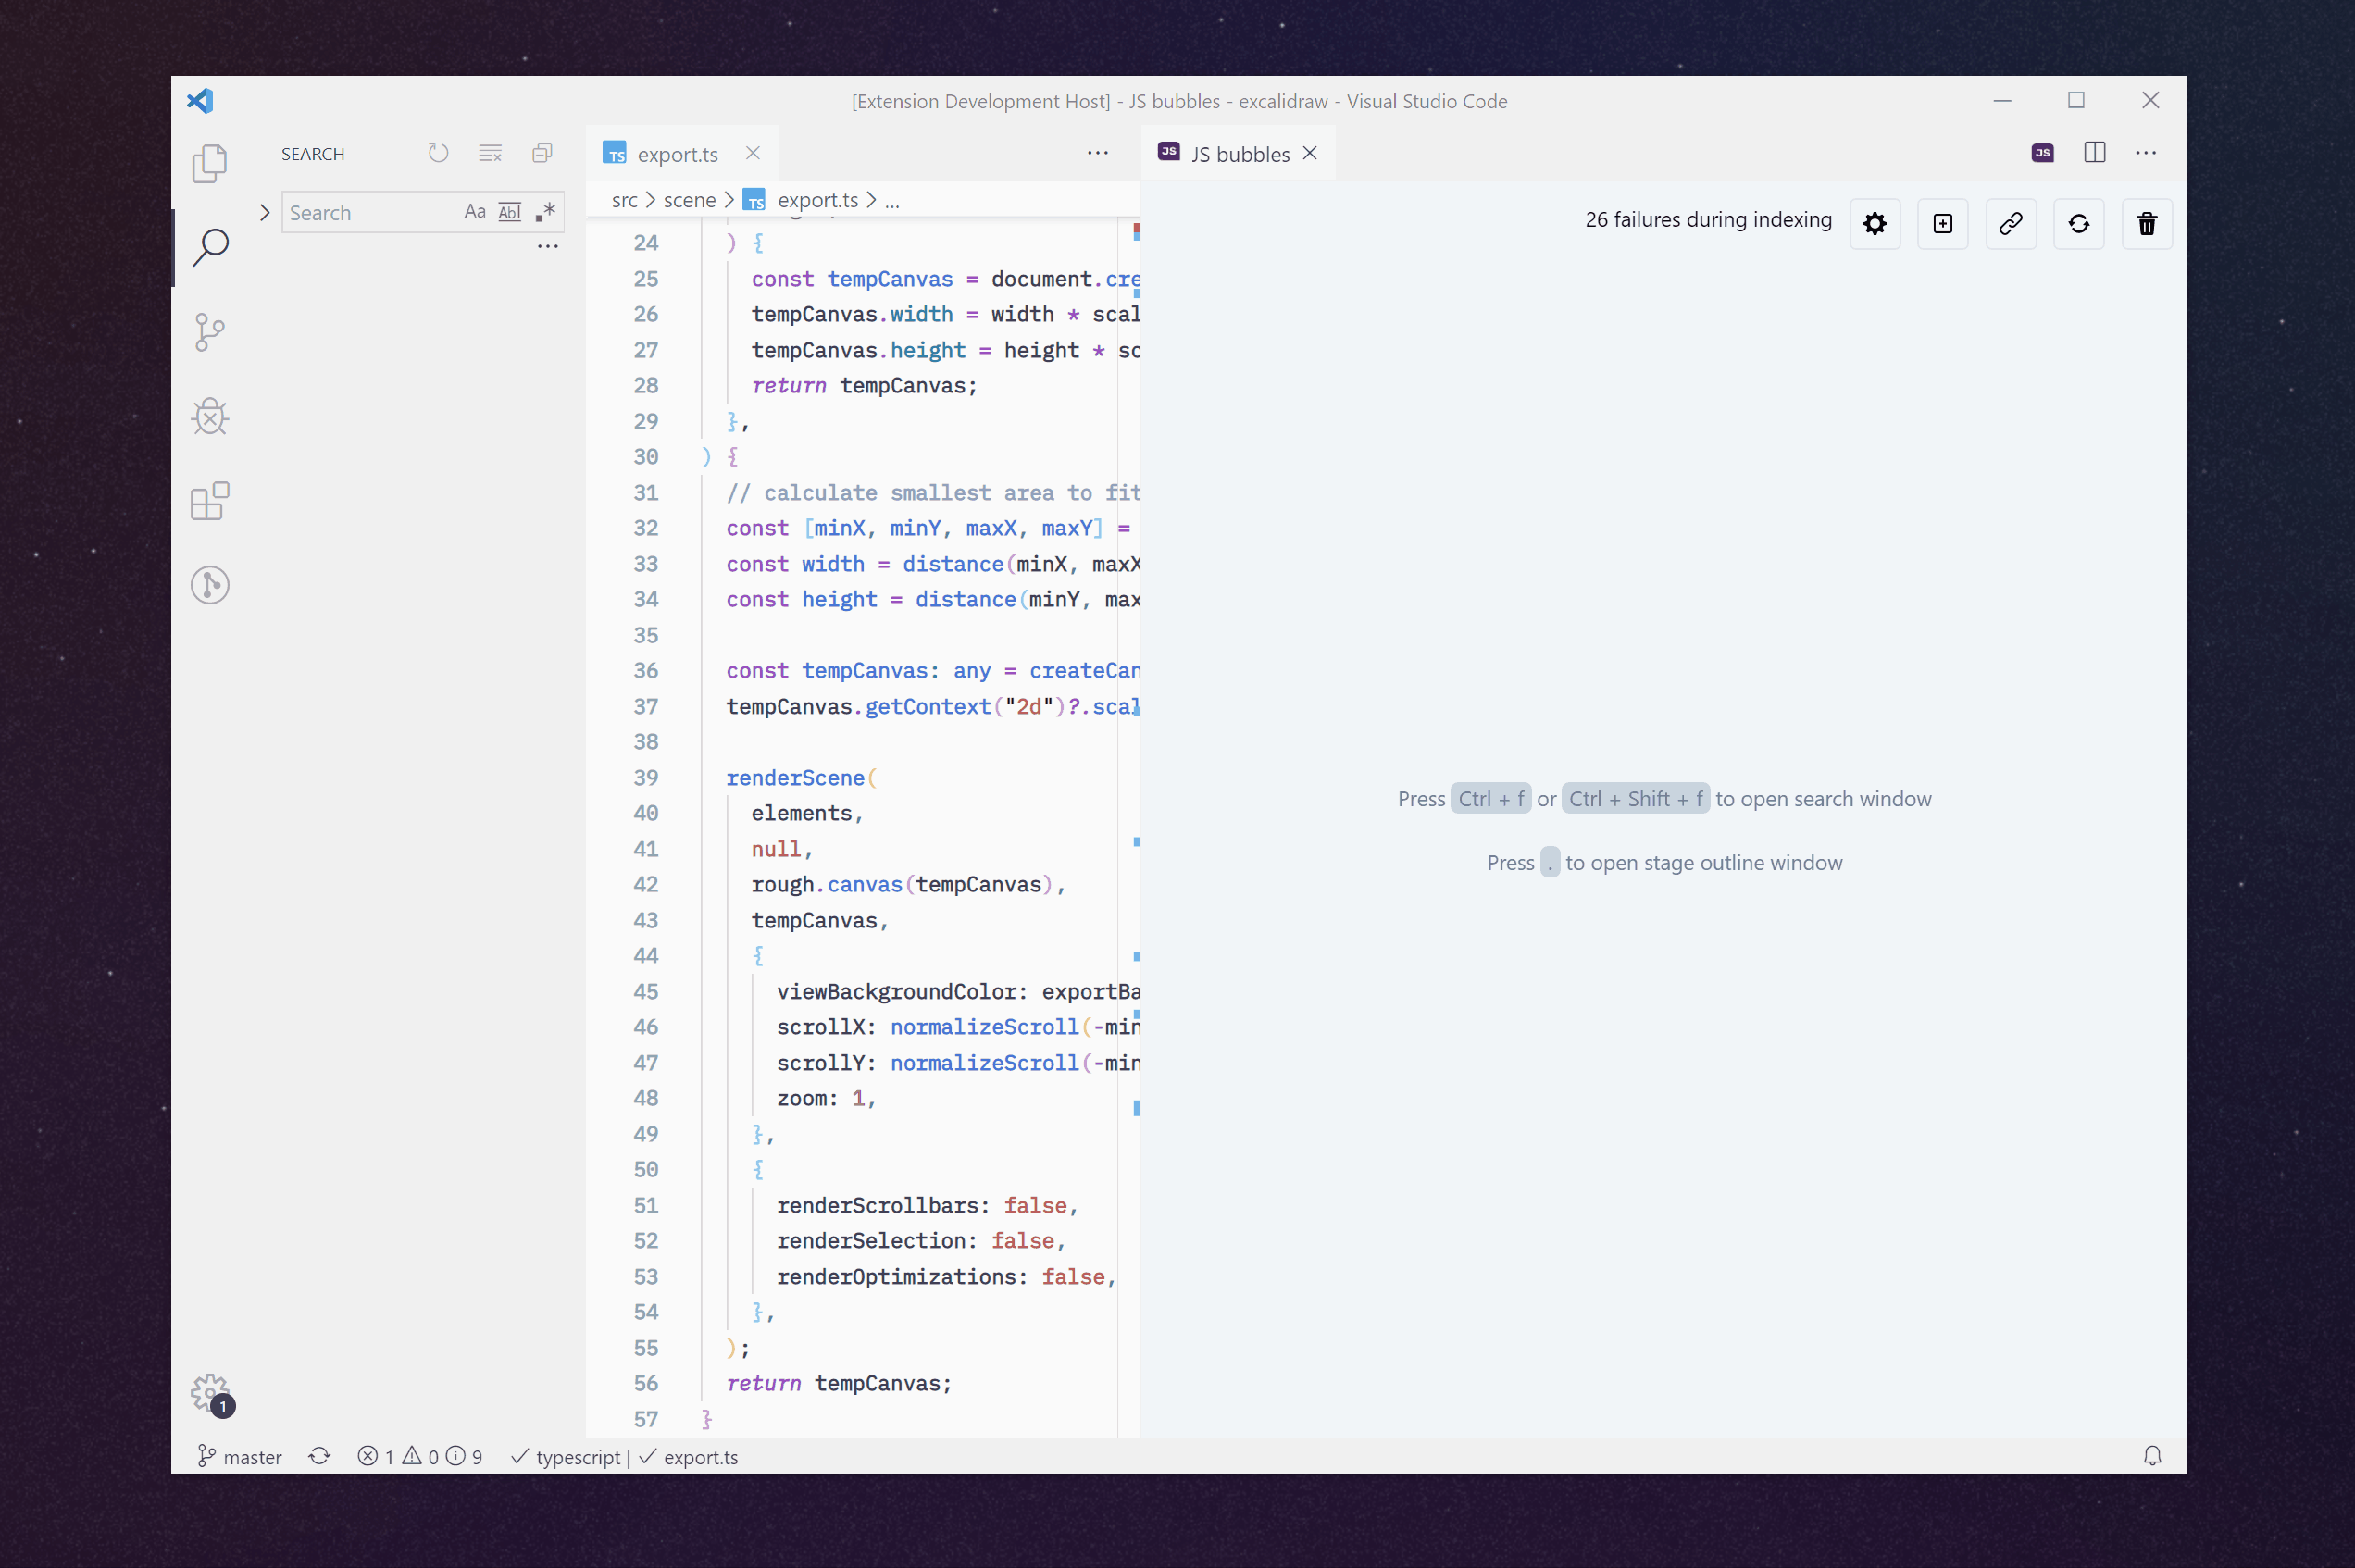 [Extension Development Host] - JS bubbles - excalidraw - Visual Studio Code
SEARCH
Search
Aa Abl .*
TS export.ts
JS JS bubbles
JS
src > scene > TS export.ts > ...
26 failures during indexing
24 ) {
25 const tempCanvas = document.cre
26 tempCanvas.width = width * scal
27 tempCanvas.height = height * sc
28 return tempCanvas;
29 },
30 ) {
31 // calculate smallest area to fit
32 const [minX, minY, maxX, maxY] =
33 const width = distance(minX, maxX
34 const height = distance(minY, max
35
36 const tempCanvas: any = createCan
37 tempCanvas.getContext("2d")?.scal
38
39 renderScene(
40 elements,
41 null,
42 rough.canvas(tempCanvas),
43 tempCanvas,
44 {
45 viewBackgroundColor: exportBa
46 scrollX: normalizeScroll(-min
47 scrollY: normalizeScroll(-min
48 zoom: 1,
49 },
50 {
51 renderScrollbars: false,
52 renderSelection: false,
53 renderOptimizations: false,
54 },
55 );
56 return tempCanvas;
57 }
Press Ctrl + f or Ctrl + Shift + f to open search window
Press . to open stage outline window
1
master 1 0 9 typescript | export.ts